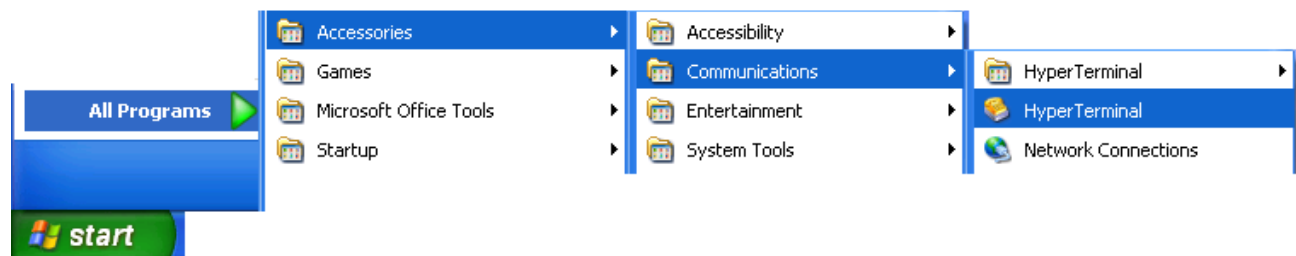 Accessories
Games
Microsoft Office Tools
Startup
Accessibility
Communications
Entertainment
System Tools
HyperTerminal
HyperTerminal
Network Connections
All Programs
start